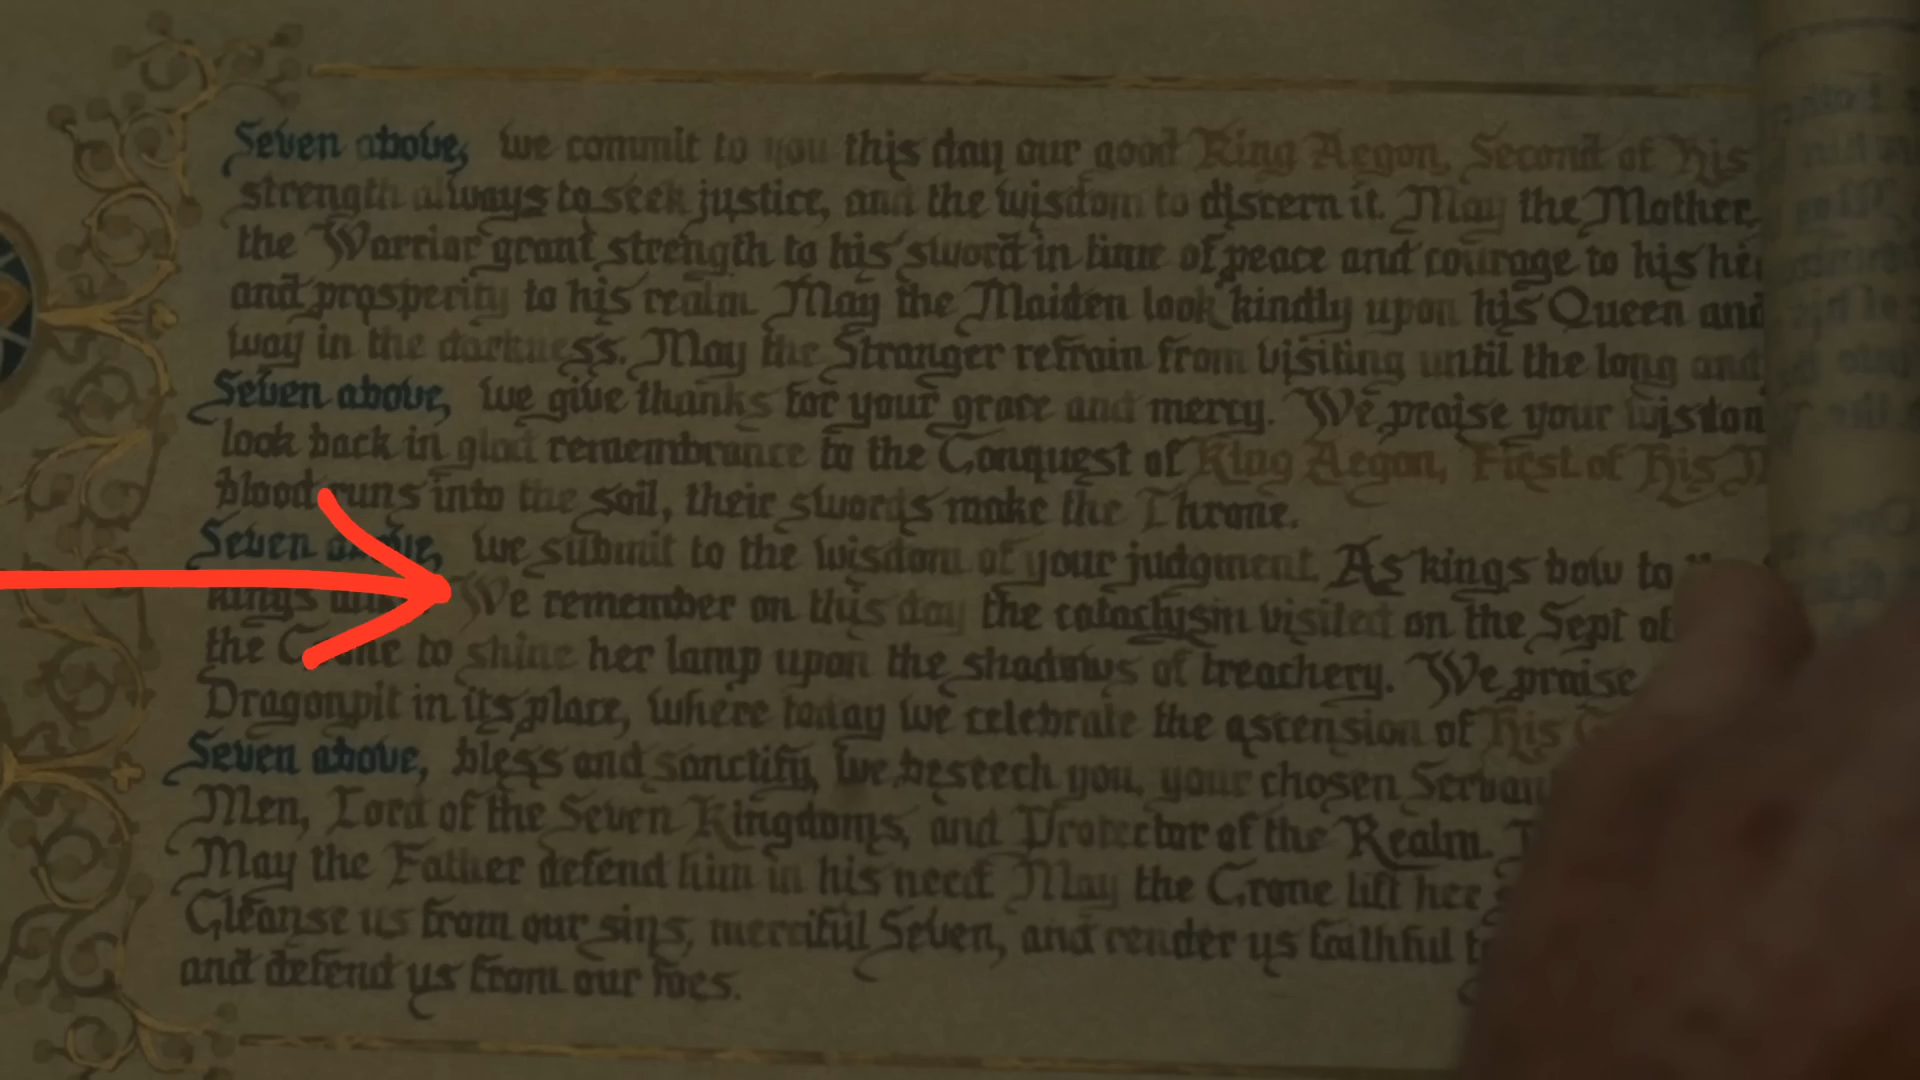 Seven above, we commit to you this day our good King Aegon, Second of His
strength always to seek justice, and the wisdom to discern it. May the Mother,
the Warrior grant strength to his sword in time of peace and courage to his
and prosperity to his realm. May the Maiden look kindly upon his Queen and
way in the darkness. May the Stranger refrain from visiting until the long and
Seven above, we give thanks for your grace and mercy. We praise your
look back in glad remembrance to the Conquest of King Aegon, First of His
blood runs into the soil, their swords make the Throne.
Seven above, we submit to the wisdom of your judgment. As kings bow to
kings We remember on this day the cataclysm visited on the Sept of
the Crone to shine her lamp upon the shadows of treachery. We praise
Dragonpit in its place, where today we celebrate the ascension of His
Seven above, bless and sanctify, we beseech you, your chosen
Men, Lord of the Seven Kingdoms, and Protector of the Realm.
May the Father defend him in his need. May the Crone lift her
Cleanse us from our sins, merciful Seven, and render us faithful
and defend us from our foes.